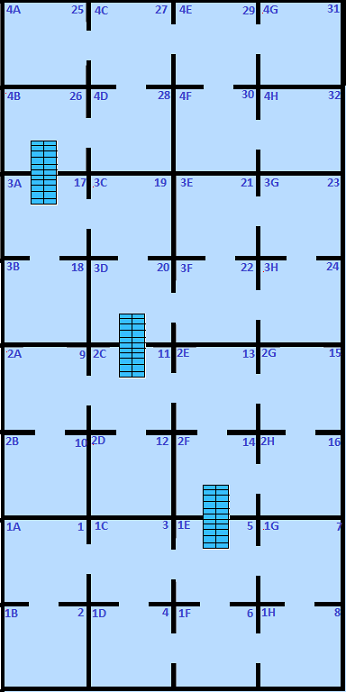 4A 25 4C 27 4E 29 4G 31
4B 26 4D 28 4F 30 4H 32
3A 17 3C 19 3E 21 3G 23
3B 18 3D 20 3F 22 3H 24
2A 9 2C 11 2E 13 2G 15
2B 10 2D 12 2F 14 2H 16
1A 1 1C 3 1E 5 1G 7
1B 2 1D 4 1F 6 1H 8